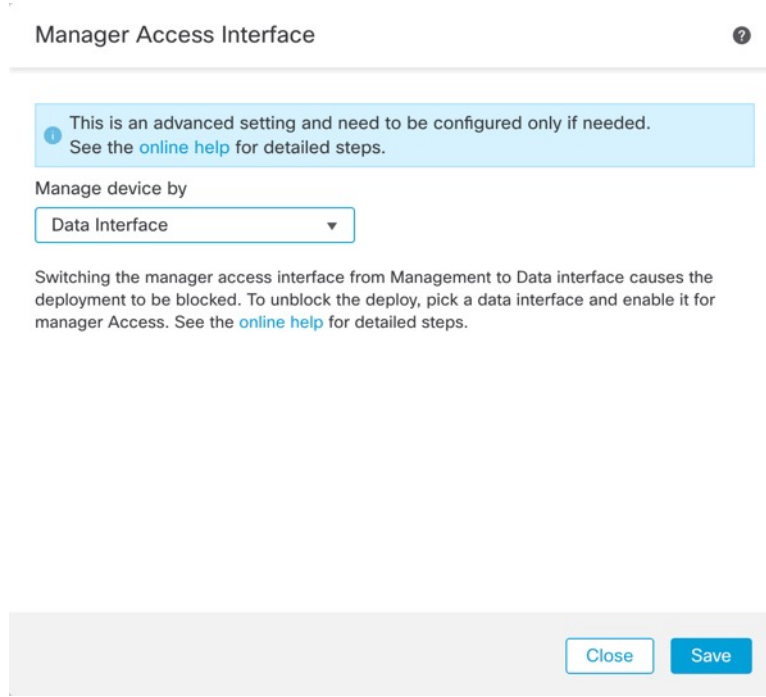 Manager Access Interface
This is an advanced setting and need to be configured only if needed.
See the online help for detailed steps.
Manage device by
Data Interface
Switching the manager access interface from Management to Data interface causes the
deployment to be blocked. To unblock the deploy, pick a data interface and enable it for
manager Access. See the online help for detailed steps.
Close Save